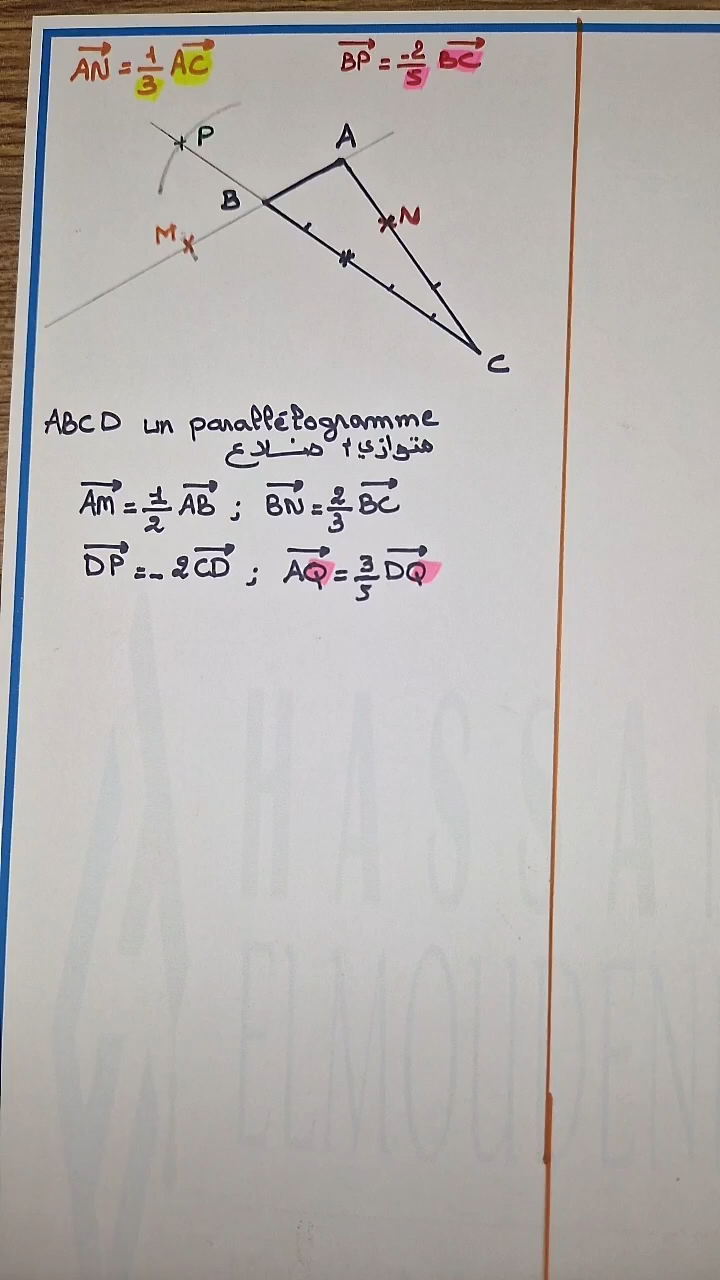 AN = 1/3 AC BP = -2/5 BC
P
A
B
N
M
C
ABCD un parallélogramme
متوازي + أضلاع
AM = 1/2 AB ; BN = 2/3 BC
DP = -2CD ; AQ = 3/5 DQ
HASSA
ELMOUDEN